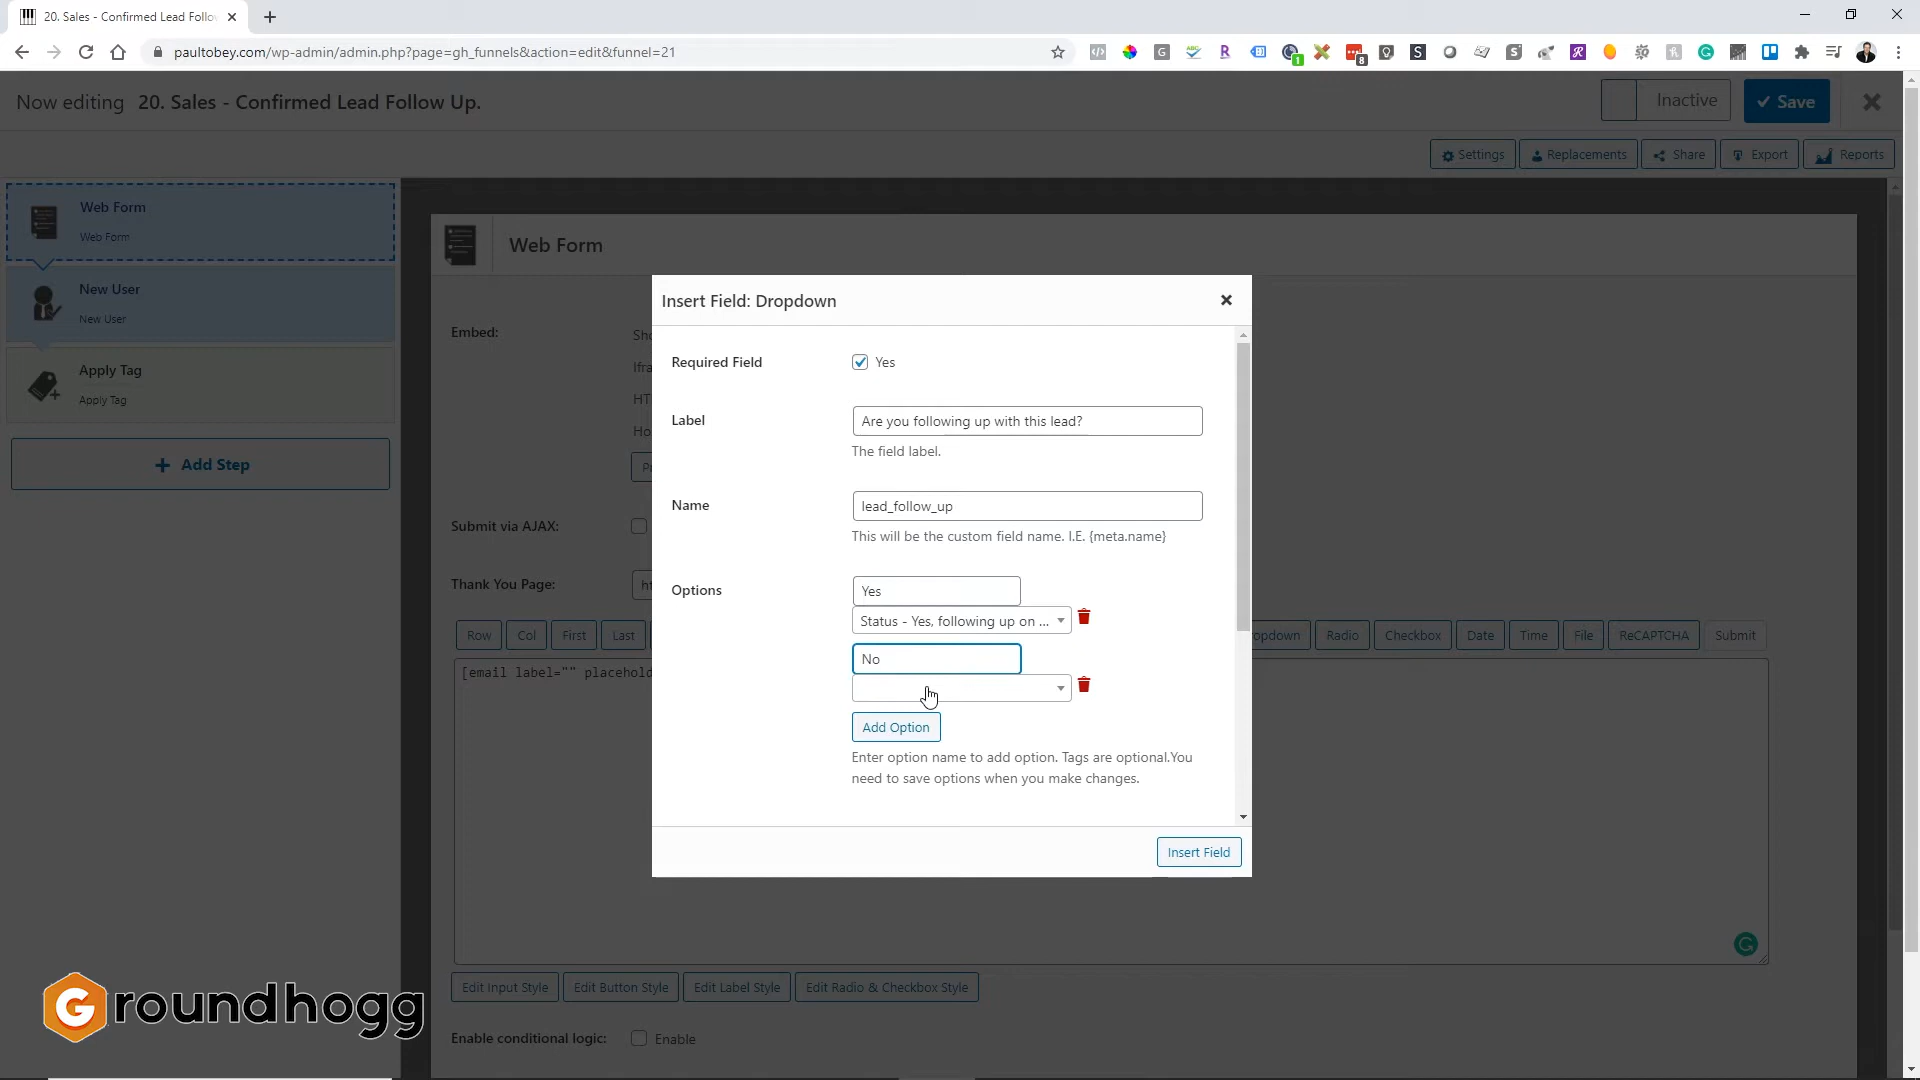 20. Sales - Confirmed Lead Follo
paultobey.com/wp-admin/admin.php?page=gh_funnels&action=edit&funnel=21
Now editing 20. Sales - Confirmed Lead Follow Up.
Inactive
Save
Settings
Replacements
Share
Export
Reports
Web Form
Web Form
New User
New User
Apply Tag
Apply Tag
Add Step
Web Form
Embed:
Submit via AJAX:
Thank You Page:
Insert Field: Dropdown
Required Field
Yes
Label
Are you following up with this lead?
The field label.
Name
lead_follow_up
This will be the custom field name. I.E. {meta.name}
Options
Yes
Status - Yes, following up on ...
No
Add Option
Enter option name to add option. Tags are optional.You
need to save options when you make changes.
Insert Field
Row
Col
First
Last
Radio
Checkbox
Date
Time
File
ReCAPTCHA
Submit
[email label="" placehold
Edit Input Style
Edit Button Style
Edit Label Style
Edit Radio & Checkbox Style
Enable conditional logic:
Enable
Groundhogg